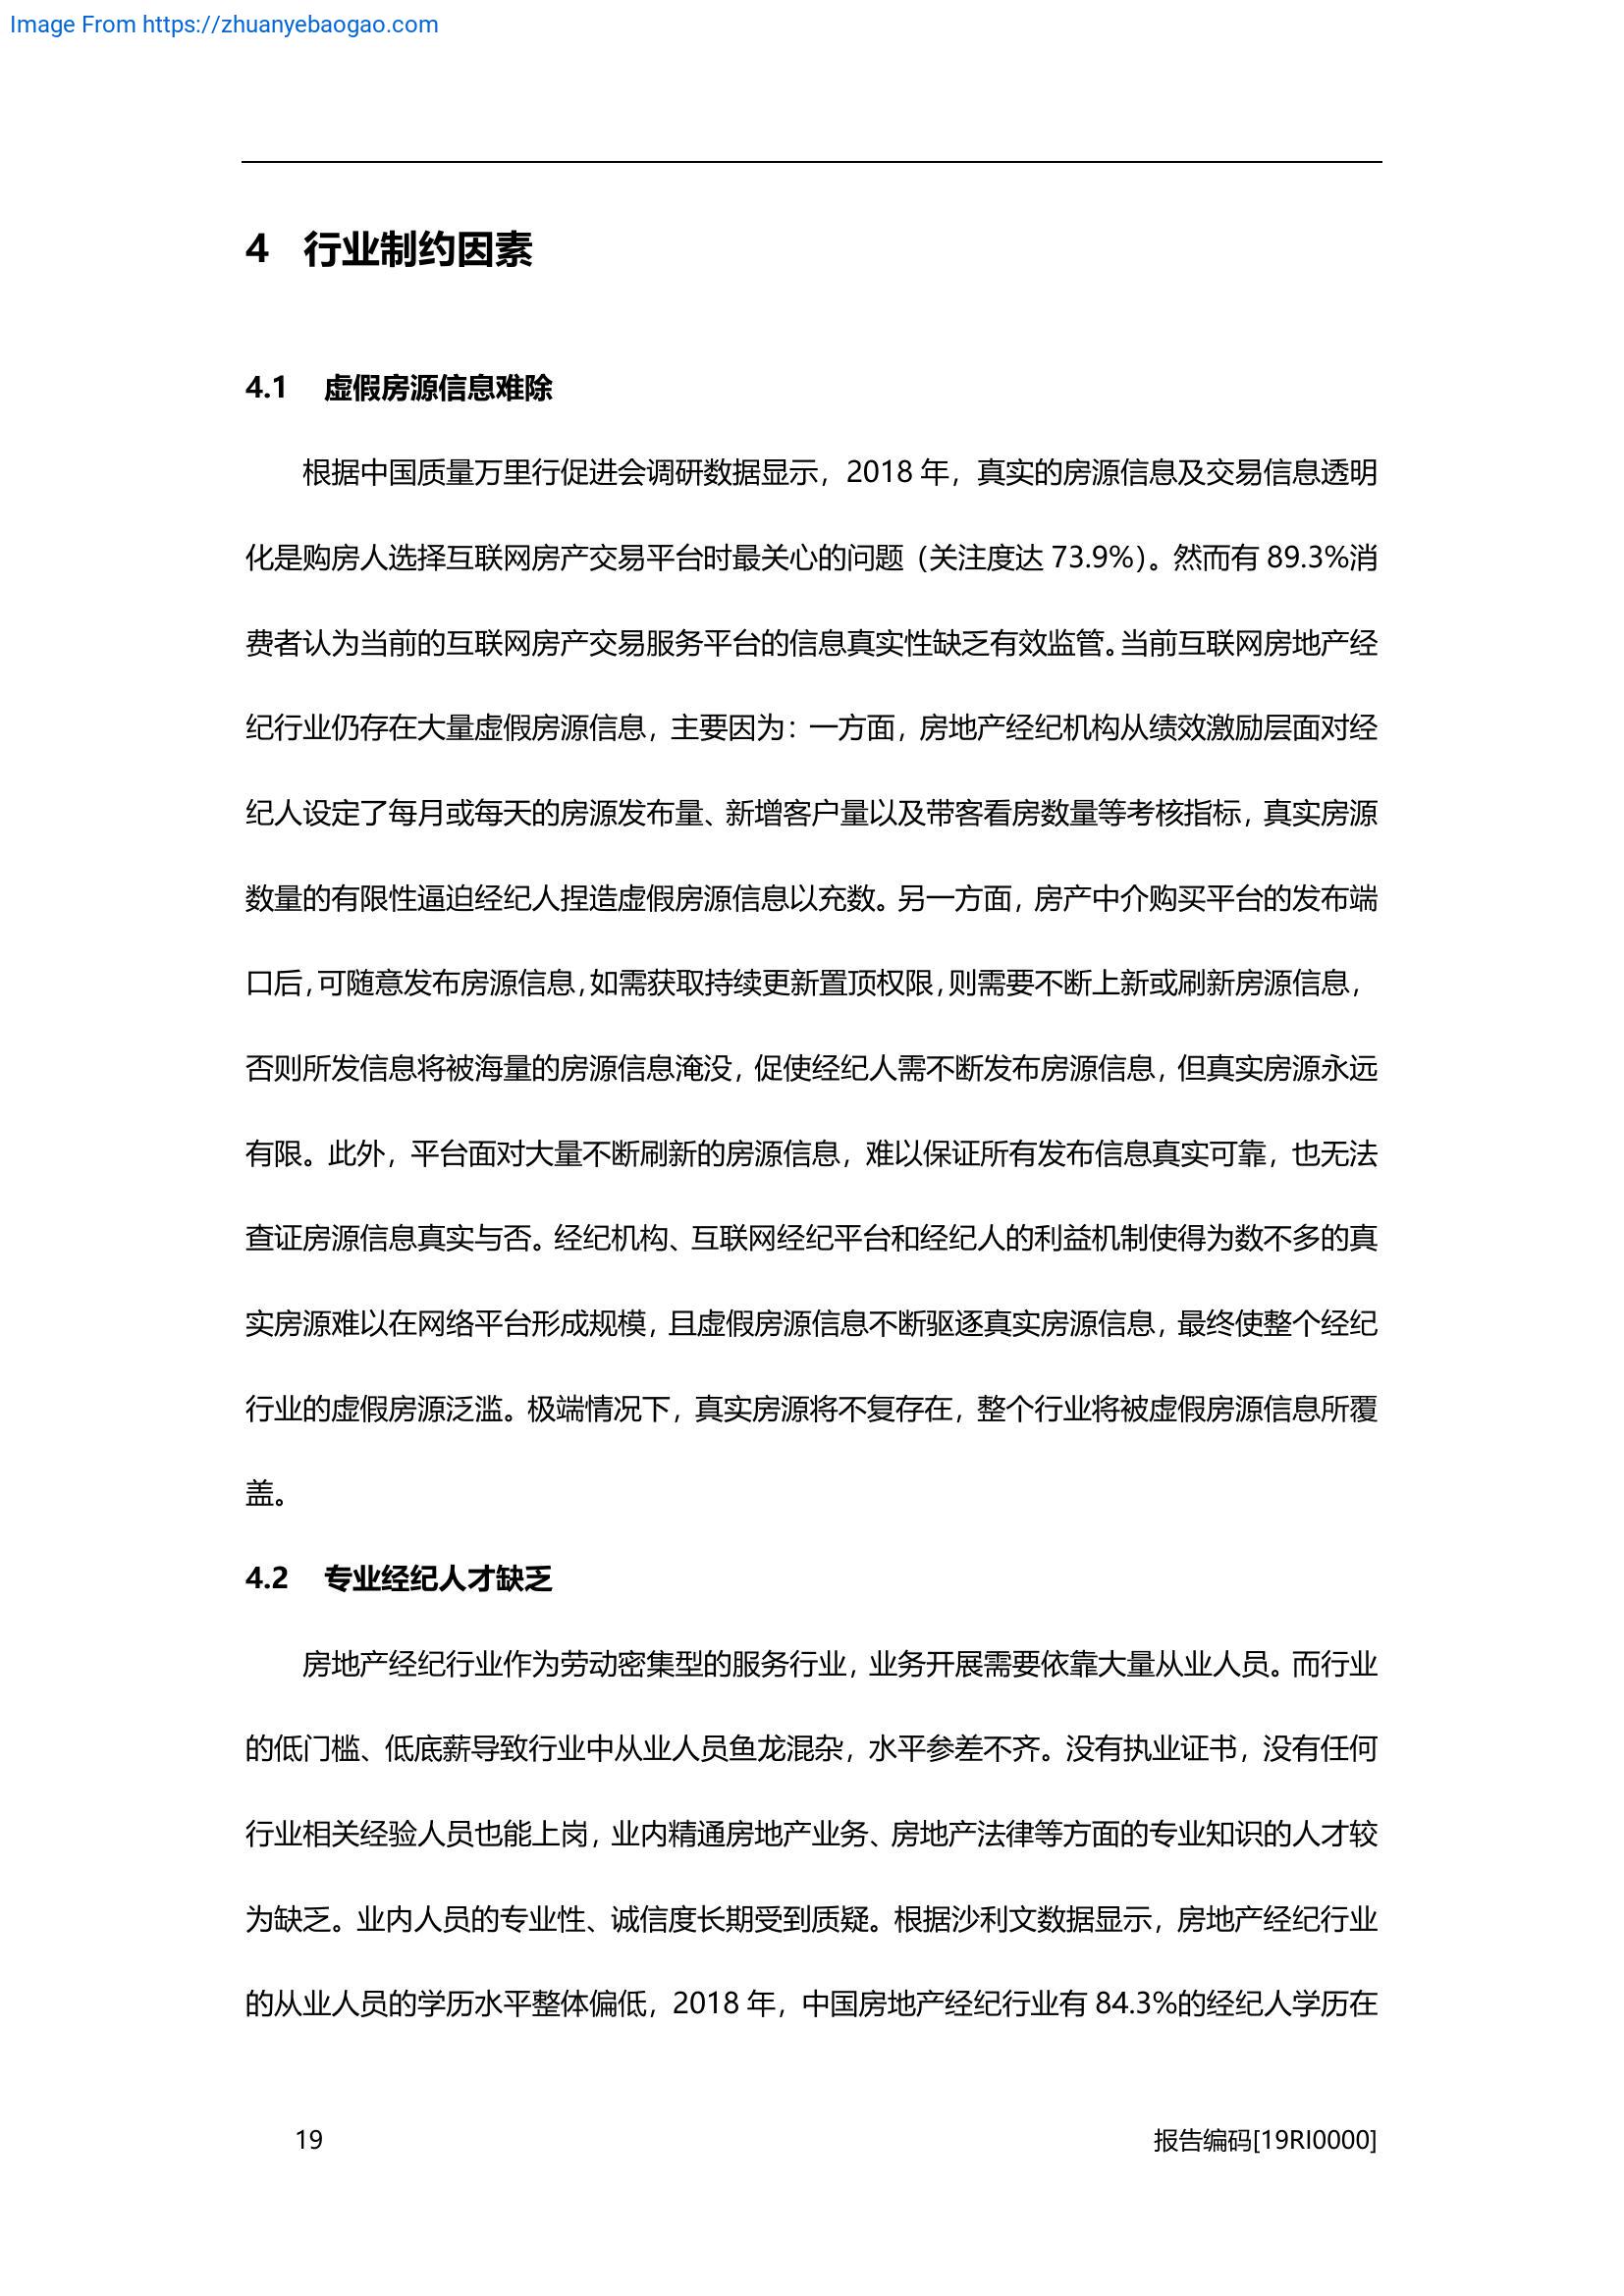 Image From https://zhuanyebaogao.com
4 行业制约因素
4.1 虚假房源信息难除
根据中国质量万里行促进会调研数据显示，2018 年，真实的房源信息及交易信息透明
化是购房人选择互联网房产交易平台时最关心的问题（关注度达 73.9%）。然而有 89.3%消
费者认为当前的互联网房产交易服务平台的信息真实性缺乏有效监管。当前互联网房地产经
纪行业仍存在大量虚假房源信息，主要因为：一方面，房地产经纪机构从绩效激励层面对经
纪人设定了每月或每天的房源发布量、新增客户量以及带客看房数量等考核指标，真实房源
数量的有限性逼迫经纪人捏造虚假房源信息以充数。另一方面，房产中介购买平台的发布端
口后，可随意发布房源信息，如需获取持续更新置顶权限，则需要不断上新或刷新房源信息，
否则所发信息将被海量的房源信息淹没，促使经纪人需不断发布房源信息，但真实房源永远
有限。此外，平台面对大量不断刷新的房源信息，难以保证所有发布信息真实可靠，也无法
查证房源信息真实与否。经纪机构、互联网经纪平台和经纪人的利益机制使得为数不多的真
实房源难以在网络平台形成规模，且虚假房源信息不断驱逐真实房源信息，最终使整个经纪
行业的虚假房源泛滥。极端情况下，真实房源将不复存在，整个行业将被虚假房源信息所覆
盖。
4.2 专业经纪人才缺乏
房地产经纪行业作为劳动密集型的服务行业，业务开展需要依靠大量从业人员。而行业
的低门槛、低底薪导致行业中从业人员鱼龙混杂，水平参差不齐。没有执业证书，没有任何
行业相关经验人员也能上岗，业内精通房地产业务、房地产法律等方面的专业知识的人才较
为缺乏。业内人员的专业性、诚信度长期受到质疑。根据沙利文数据显示，房地产经纪行业
的从业人员的学历水平整体偏低，2018 年，中国房地产经纪行业有 84.3%的经纪人学历在
19
报告编码[19RI0000]